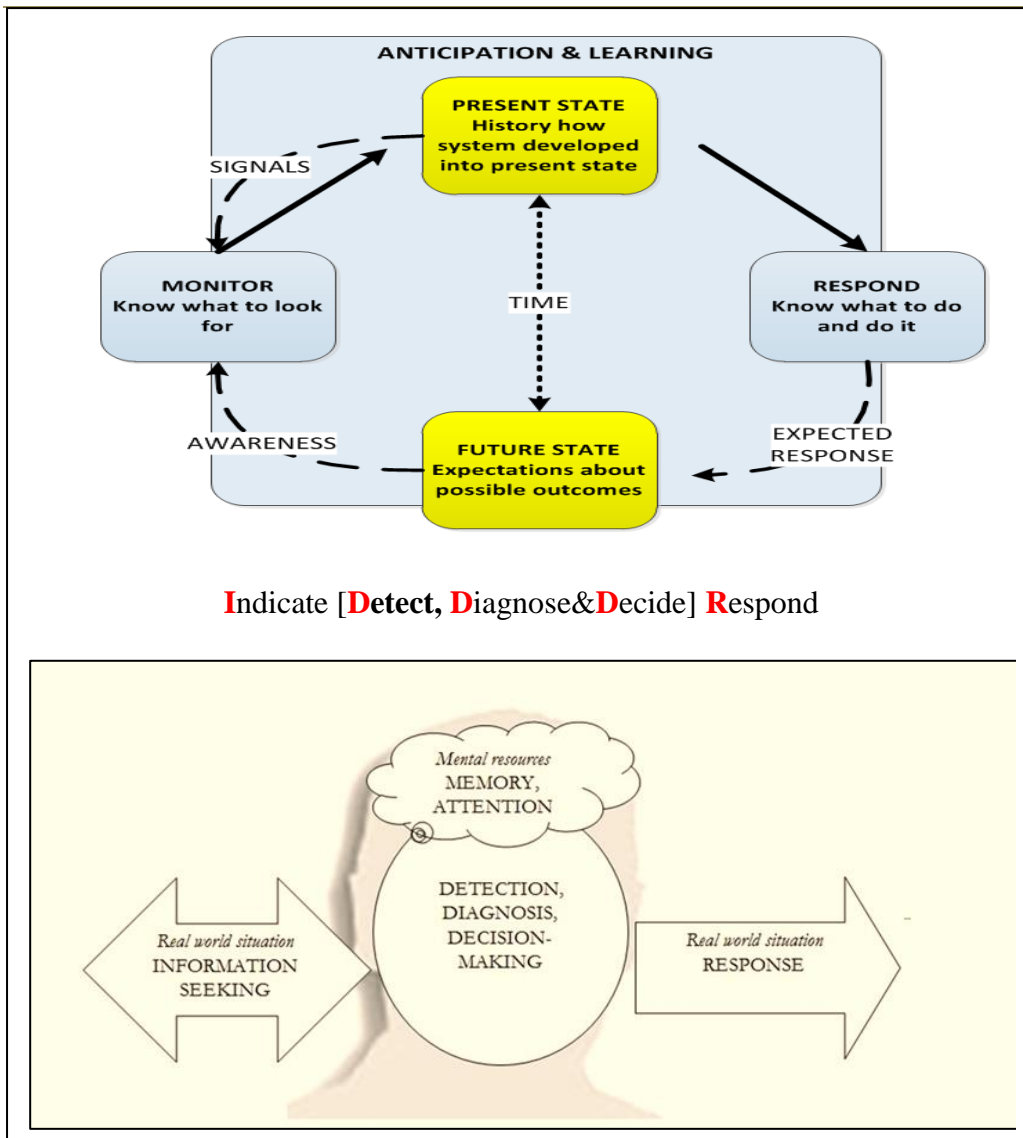 ANTICIPATION & LEARNING
PRESENT STATE
History how
system developed
into present state
SIGNALS
MONITOR
Know what to look
for
TIME
RESPOND
Know what to do
and do it
AWARENESS
FUTURE STATE
Expectations about
possible outcomes
EXPECTED
RESPONSE
Indicate [Detect, Diagnose&Decide] Respond
Mental resources
MEMORY,
ATTENTION
DETECTION,
DIAGNOSIS,
DECISION-
MAKING
Real world situation
INFORMATION
SEEKING
Real world situation
RESPONSE